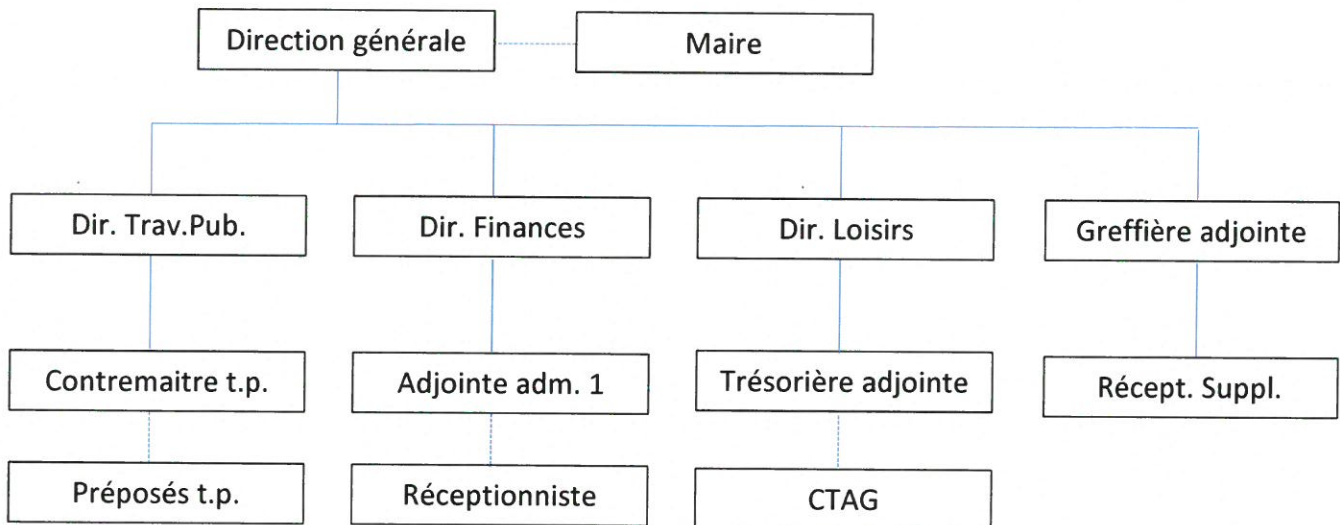 Direction générale
Maire
Dir. Trav.Pub.
Dir. Finances
Dir. Loisirs
Greffière adjointe
Contremaitre t.p.
Adjointe adm. 1
Trésorière adjointe
Récept. Suppl.
Préposés t.p.
Réceptionniste
CTAG